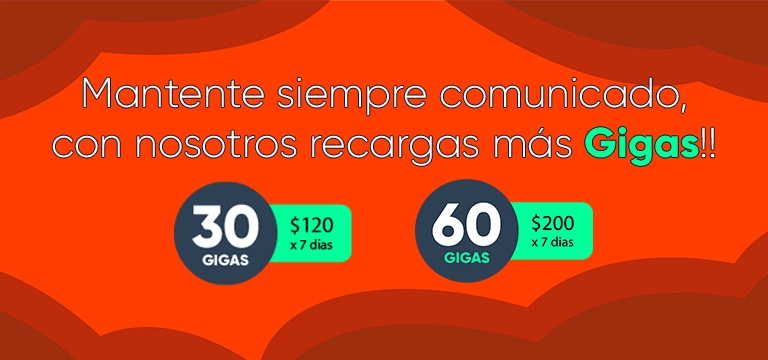 Mantente siempre comunicado,
con nosotros recargas más Gigas!!
30
GIGAS
$120
x 7 dias
60
GIGAS
$200
x 7 dias